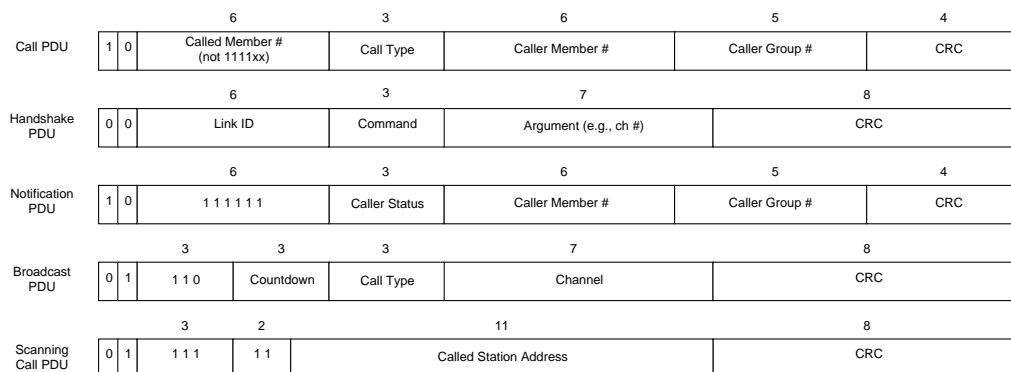 6 3 6 5 4
Call PDU 1 0 Called Member # (not 1111xx) Call Type Caller Member # Caller Group # CRC
6 3 7 8
Handshake PDU 0 0 Link ID Command Argument (e.g., ch #) CRC
6 3 6 5 4
Notification PDU 1 0 1 1 1 1 1 1 Caller Status Caller Member # Caller Group # CRC
3 3 3 7 8
Broadcast PDU 0 1 1 1 0 Countdown Call Type Channel CRC
3 2 11 8
Scanning Call PDU 0 1 1 1 1 1 1 Called Station Address CRC